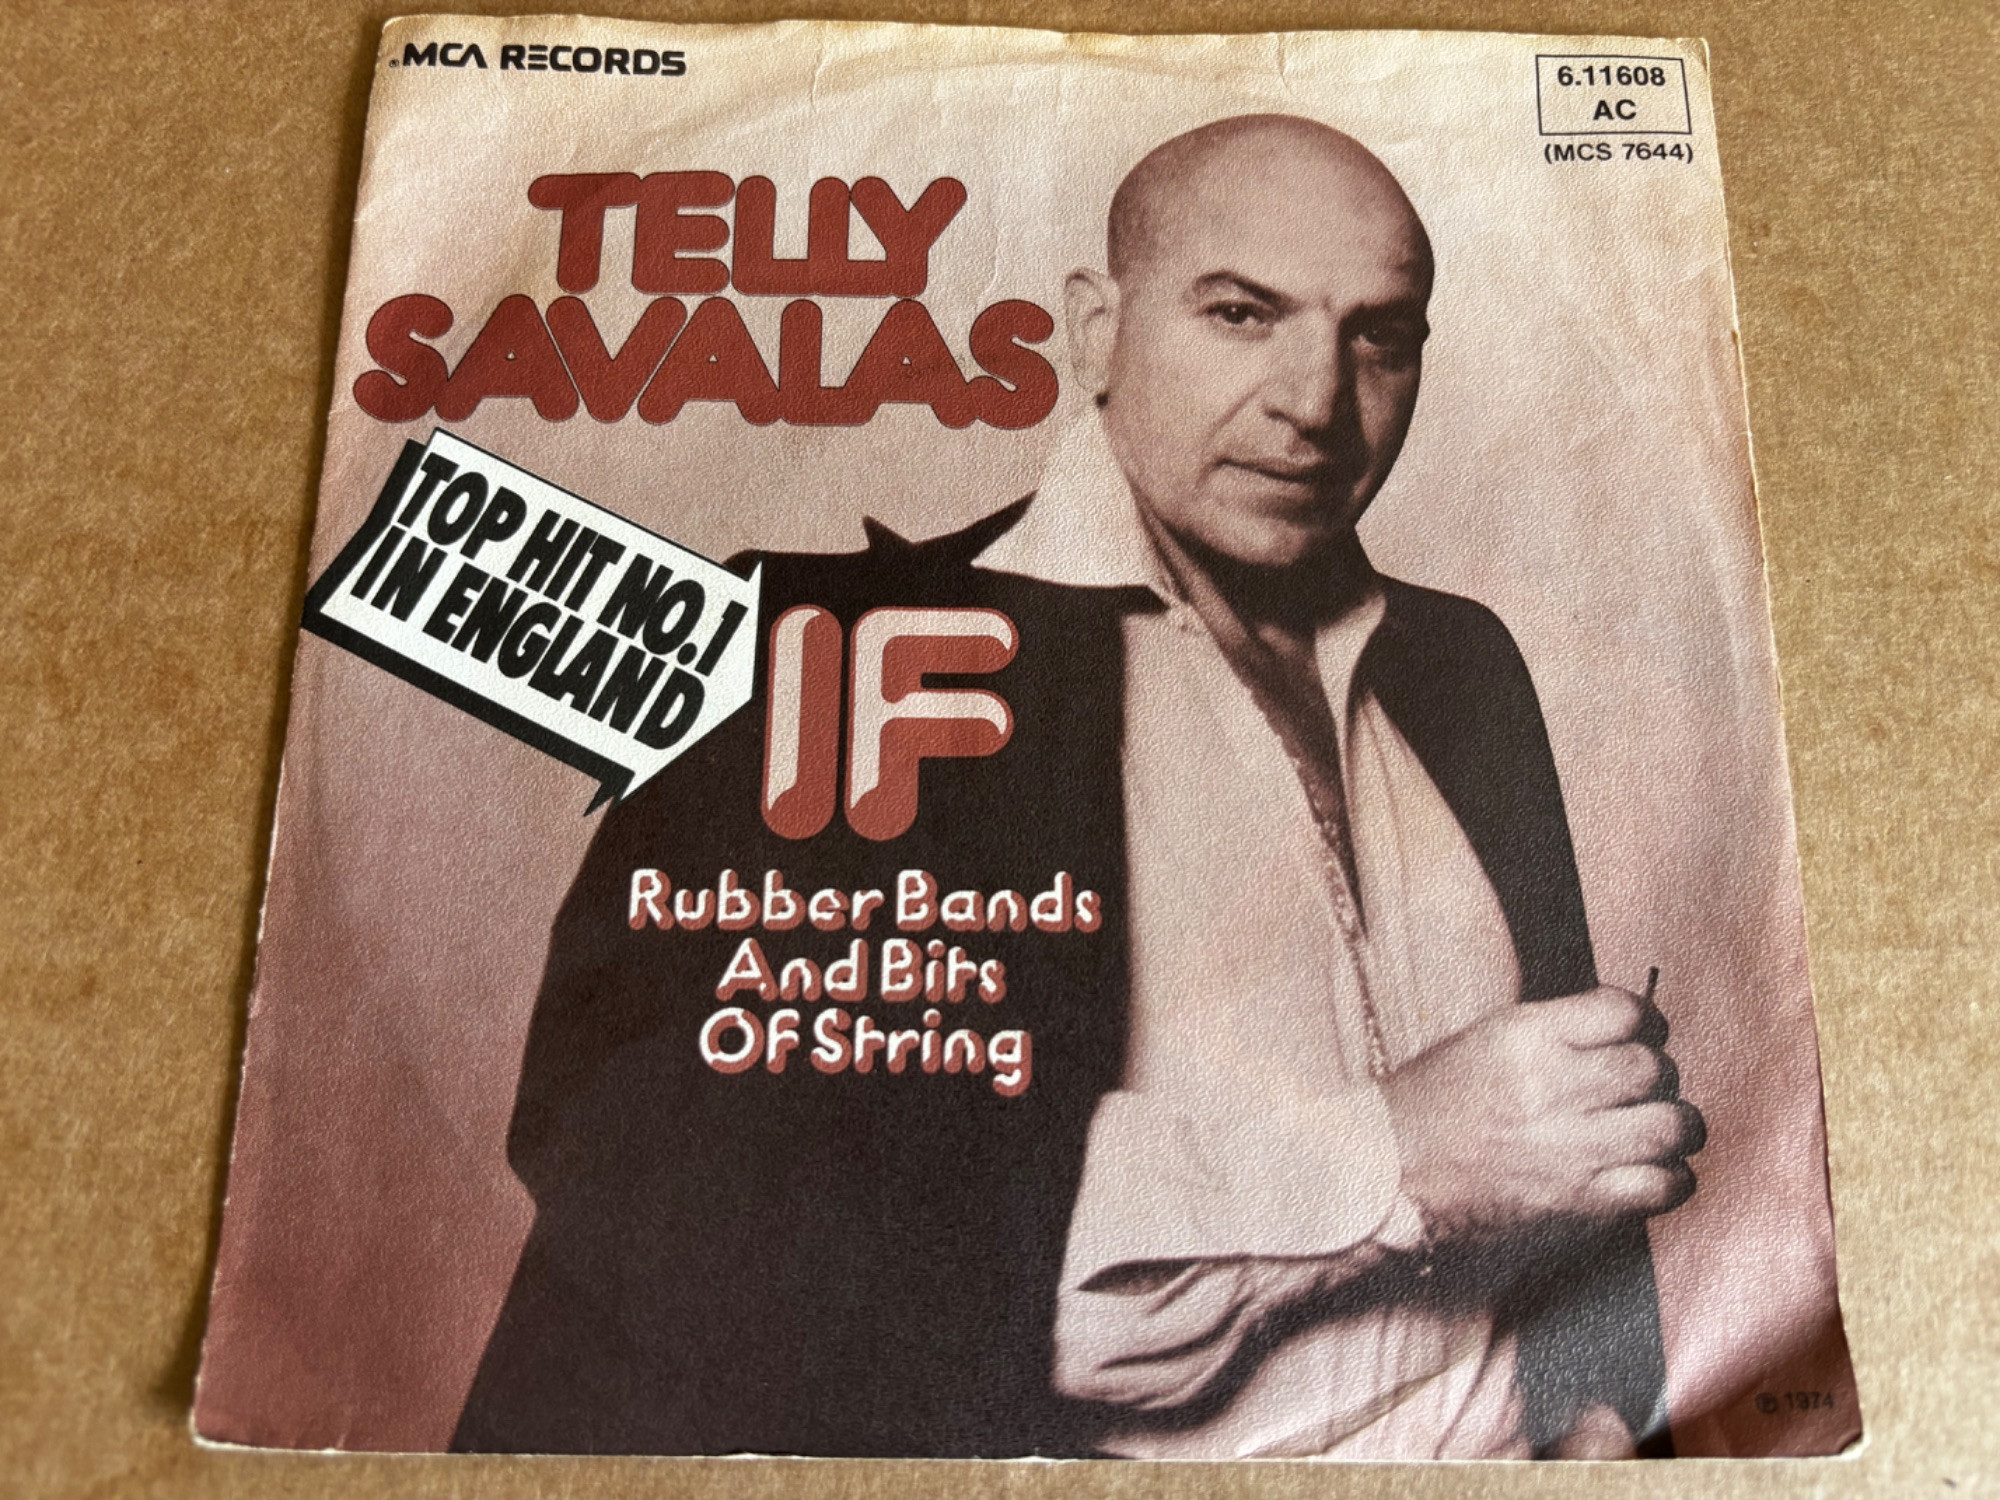 ®MCA RECORDS
6.11608
AC
(MCS 7644)
TELLY
SAVALAS
TOP HIT NO.1
IN ENGLAND
IF
Rubber Bands
And Bits
Of String
℗ 1974